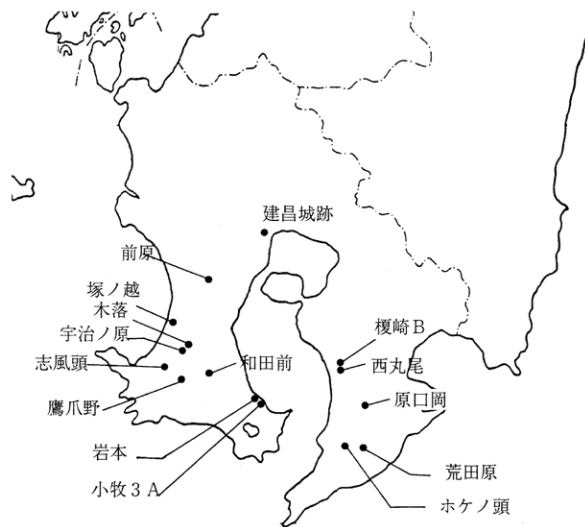 建昌城跡
前原
塚ノ越
木落
宇治ノ原
志風頭
鷹爪野
和田前
岩本
小牧３Ａ
榎崎Ｂ
西丸尾
原口岡
荒田原
ホケノ頭